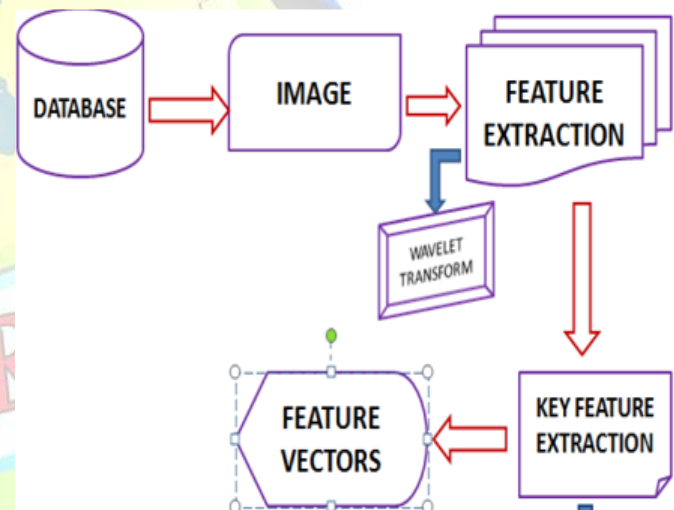 DATABASE
IMAGE
FEATURE
EXTRACTION
WAVELET
TRANSFORM
KEY FEATURE
EXTRACTION
FEATURE
VECTORS